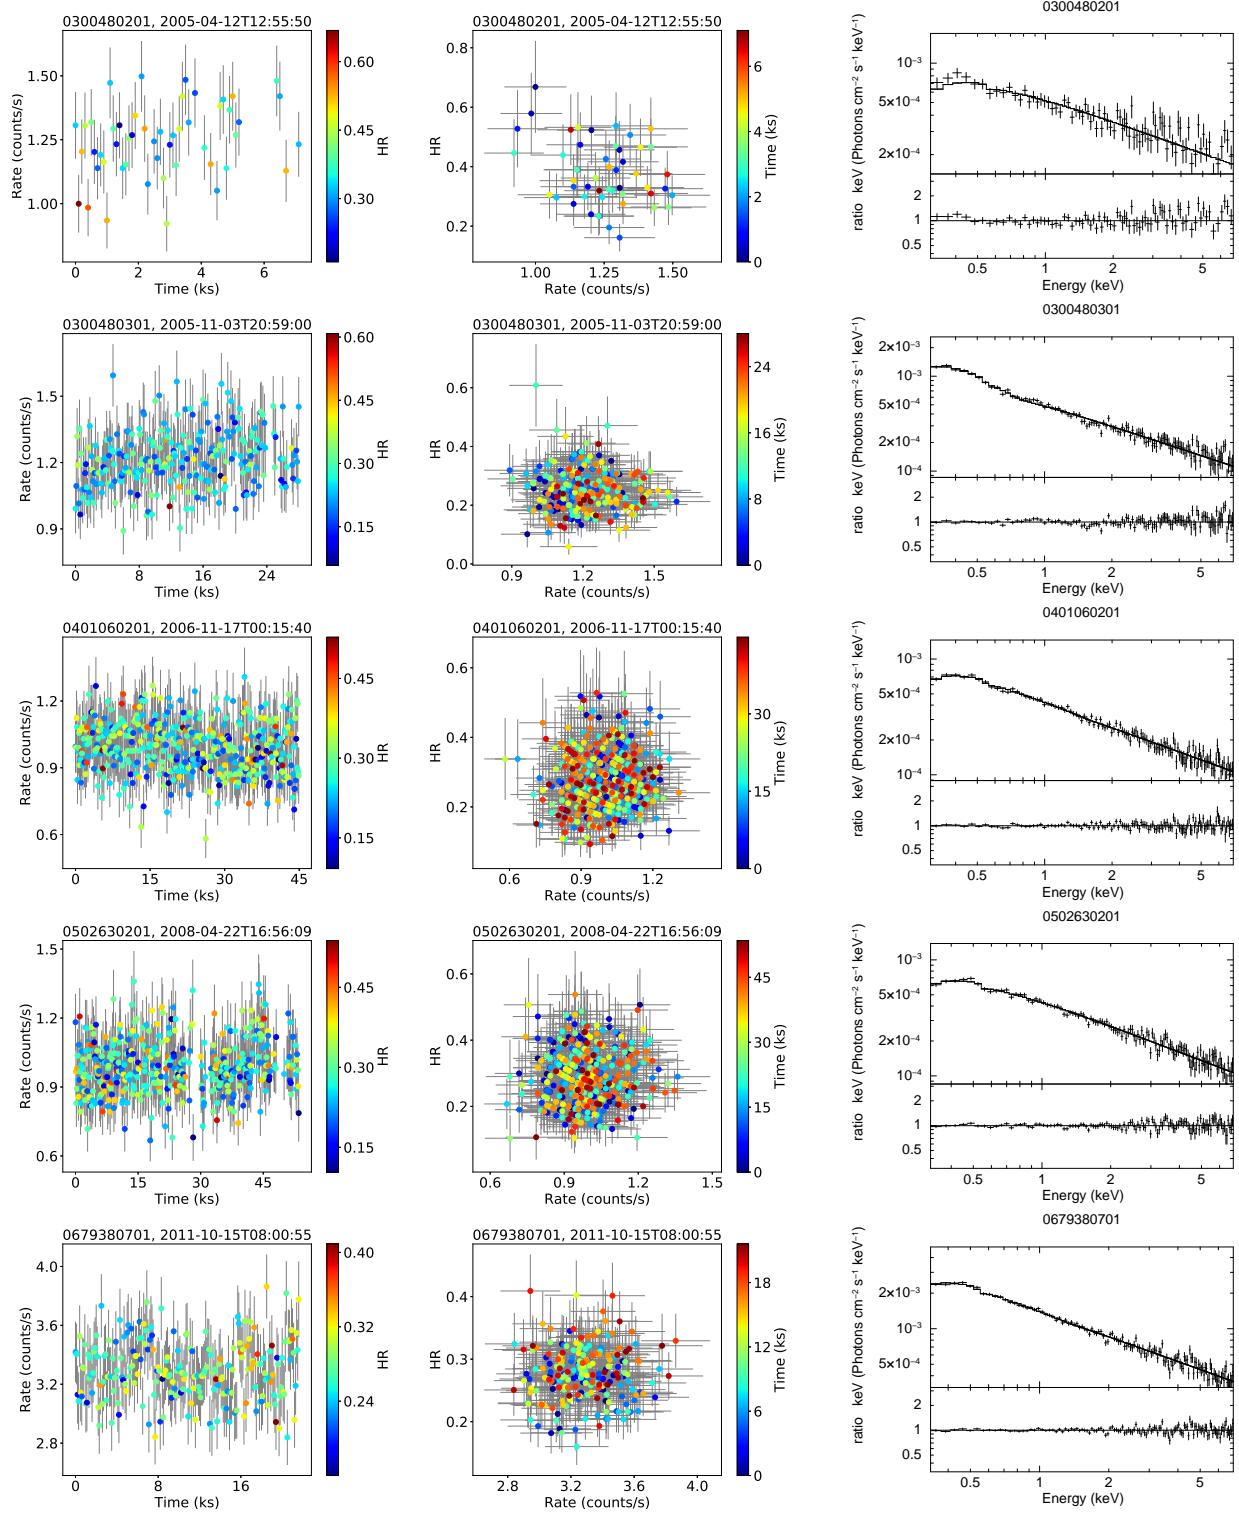 0300480201, 2005-04-12T12:55:50
Rate (counts/s)
1.50
1.25
1.00
0 2 4 6
Time (ks)
0.60
0.45
0.30
HR
0300480201, 2005-04-12T12:55:50
HR
0.8
0.6
0.4
0.2
1.00 1.25 1.50
Rate (counts/s)
6
4
2
0
Time (ks)
0300480201
ratio keV (Photons cm−2 s−1 keV−1)
10−3
5×10−4
2×10−4
2
1
0.5
0.5 1 2 5
Energy (keV)
0300480301, 2005-11-03T20:59:00
Rate (counts/s)
1.5
1.2
0.9
0 8 16 24
Time (ks)
0.60
0.45
0.30
0.15
HR
0300480301, 2005-11-03T20:59:00
HR
0.6
0.4
0.2
0.0
0.9 1.2 1.5
Rate (counts/s)
24
16
8
0
Time (ks)
0300480301
ratio keV (Photons cm−2 s−1 keV−1)
2×10−3
10−3
5×10−4
2×10−4
10−4
2
1
0.5
0.5 1 2 5
Energy (keV)
0401060201, 2006-11-17T00:15:40
Rate (counts/s)
1.2
0.9
0.6
0 15 30 45
Time (ks)
0.45
0.30
0.15
HR
0401060201, 2006-11-17T00:15:40
HR
0.6
0.4
0.2
0.6 0.9 1.2
Rate (counts/s)
30
15
0
Time (ks)
0401060201
ratio keV (Photons cm−2 s−1 keV−1)
10−3
5×10−4
2×10−4
10−4
2
1
0.5
0.5 1 2 5
Energy (keV)
0502630201, 2008-04-22T16:56:09
Rate (counts/s)
1.5
1.2
0.9
0.6
0 15 30 45
Time (ks)
0.45
0.30
0.15
HR
0502630201, 2008-04-22T16:56:09
HR
0.6
0.4
0.2
0.6 0.9 1.2 1.5
Rate (counts/s)
45
30
15
0
Time (ks)
0502630201
ratio keV (Photons cm−2 s−1 keV−1)
10−3
5×10−4
2×10−4
10−4
2
1
0.5
0.5 1 2 5
Energy (keV)
0679380701, 2011-10-15T08:00:55
Rate (counts/s)
4.0
3.6
3.2
2.8
0 8 16
Time (ks)
0.40
0.32
0.24
HR
0679380701, 2011-10-15T08:00:55
HR
0.4
0.3
0.2
2.8 3.2 3.6 4.0
Rate (counts/s)
18
12
6
0
Time (ks)
0679380701
ratio keV (Photons cm−2 s−1 keV−1)
2×10−3
10−3
5×10−4
2
1
0.5
0.5 1 2 5
Energy (keV)